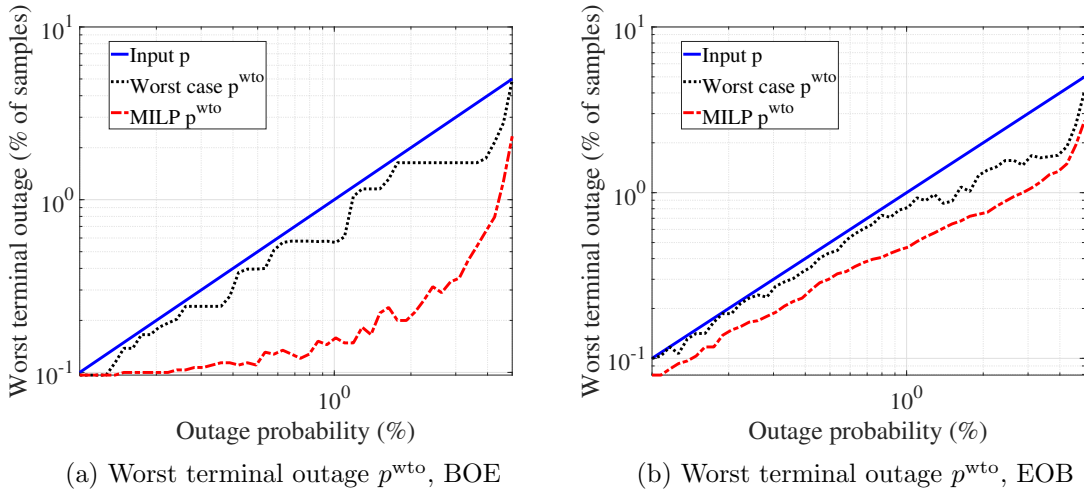 10^1
Input p
Worst case p^wto
MILP p^wto
10^0
10^-1
10^0
Worst terminal outage (% of samples)
Outage probability (%)
(a) Worst terminal outage p^wto, BOE
10^1
Input p
Worst case p^wto
MILP p^wto
10^0
10^-1
10^0
Worst terminal outage (% of samples)
Outage probability (%)
(b) Worst terminal outage p^wto, EOB